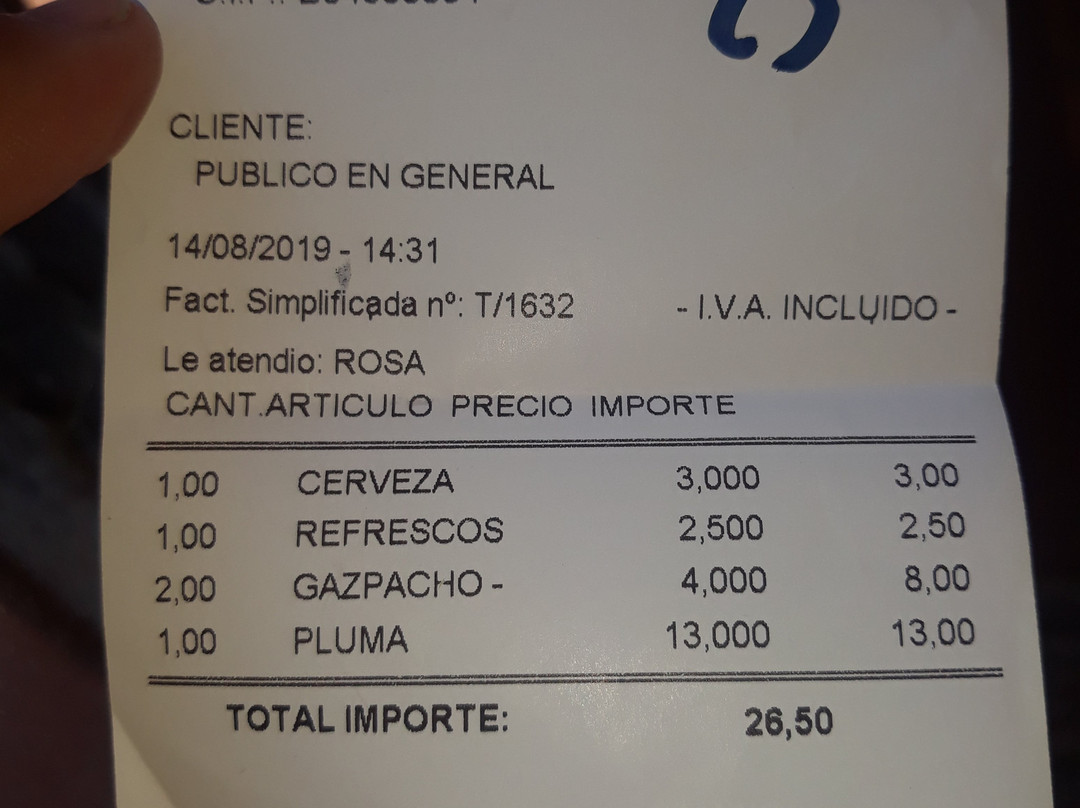 CLIENTE:
PUBLICO EN GENERAL
14/08/2019 - 14:31
Fact. Simplificada nº: T/1632 - I.V.A. INCLUIDO -
Le atendio: ROSA
CANT.ARTICULO PRECIO IMPORTE
1,00 CERVEZA 3,000 3,00
1,00 REFRESCOS 2,500 2,50
2,00 GAZPACHO - 4,000 8,00
1,00 PLUMA 13,000 13,00
TOTAL IMPORTE: 26,50